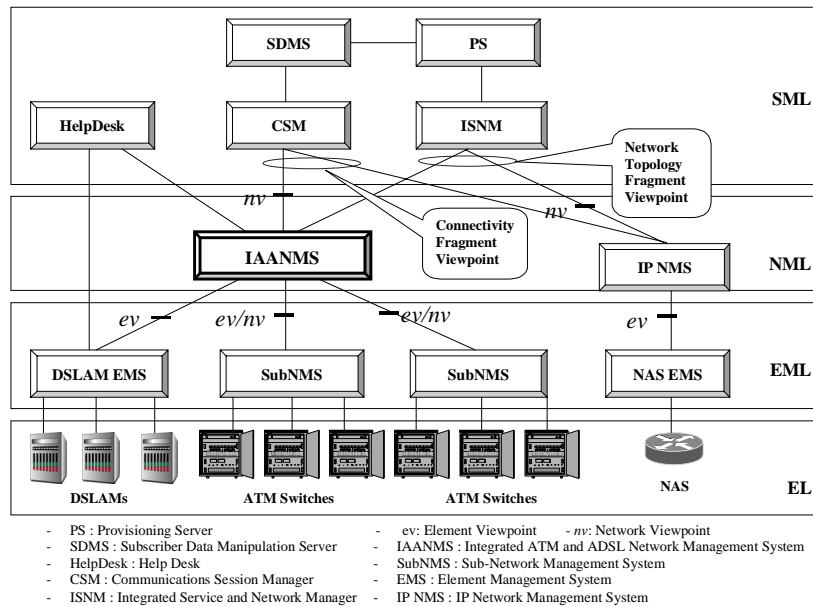 SDMS
PS
SML
HelpDesk
CSM
ISNM
Network
Topology
Fragment
Viewpoint
nv
nv
Connectivity
Fragment
Viewpoint
IAANMS
IP NMS
NML
ev
ev/nv
ev/nv
ev
DSLAM EMS
SubNMS
SubNMS
NAS EMS
EML
DSLAMs
ATM Switches
ATM Switches
NAS
EL
- PS : Provisioning Server
- SDMS : Subscriber Data Manipulation Server
- HelpDesk : Help Desk
- CSM : Communications Session Manager
- ISNM : Integrated Service and Network Manager
- ev: Element Viewpoint - nv: Network Viewpoint
- IAANMS : Integrated ATM and ADSL Network Management System
- SubNMS : Sub-Network Management System
- EMS : Element Management System
- IP NMS : IP Network Management System